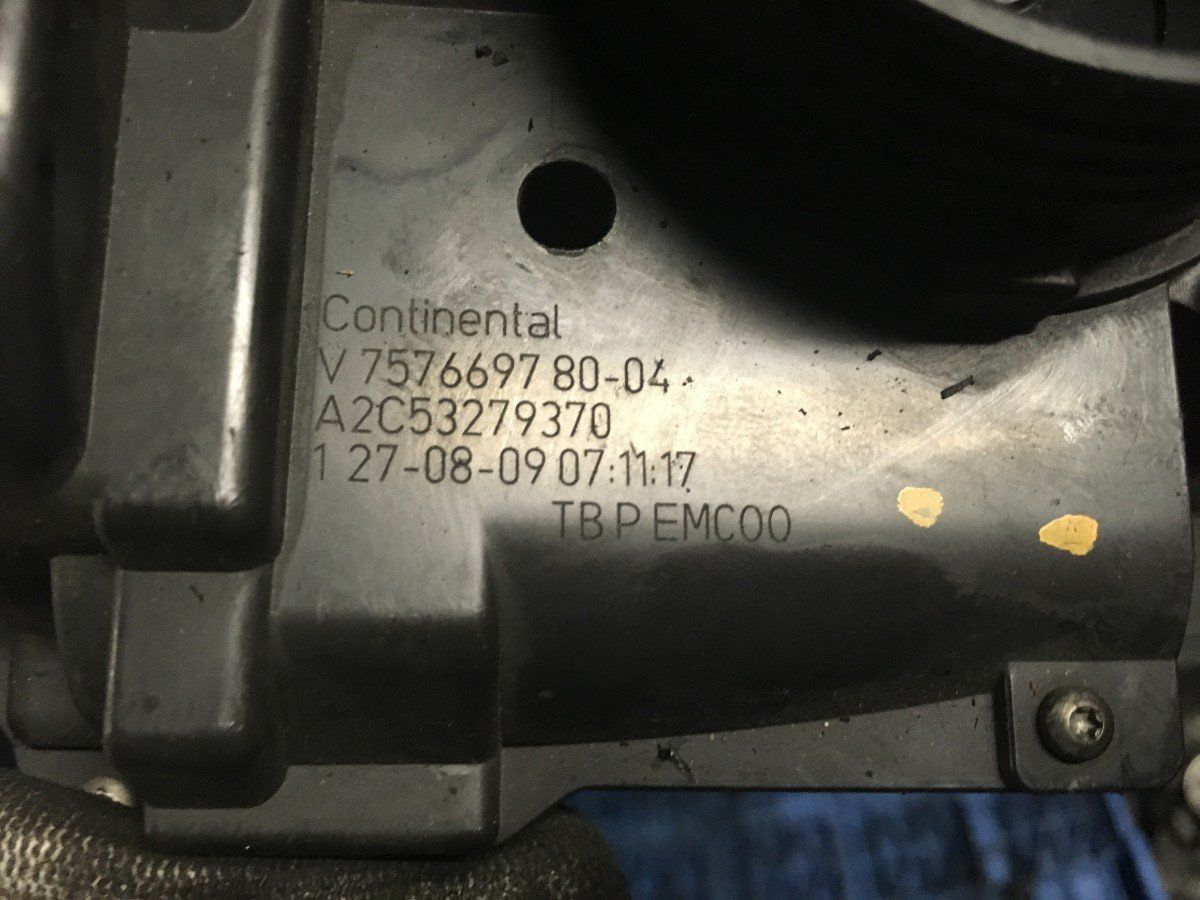 Continental
V 7576697 80-04
A2C53279370
1 27-08-09 07:11:17
TB P EMC00